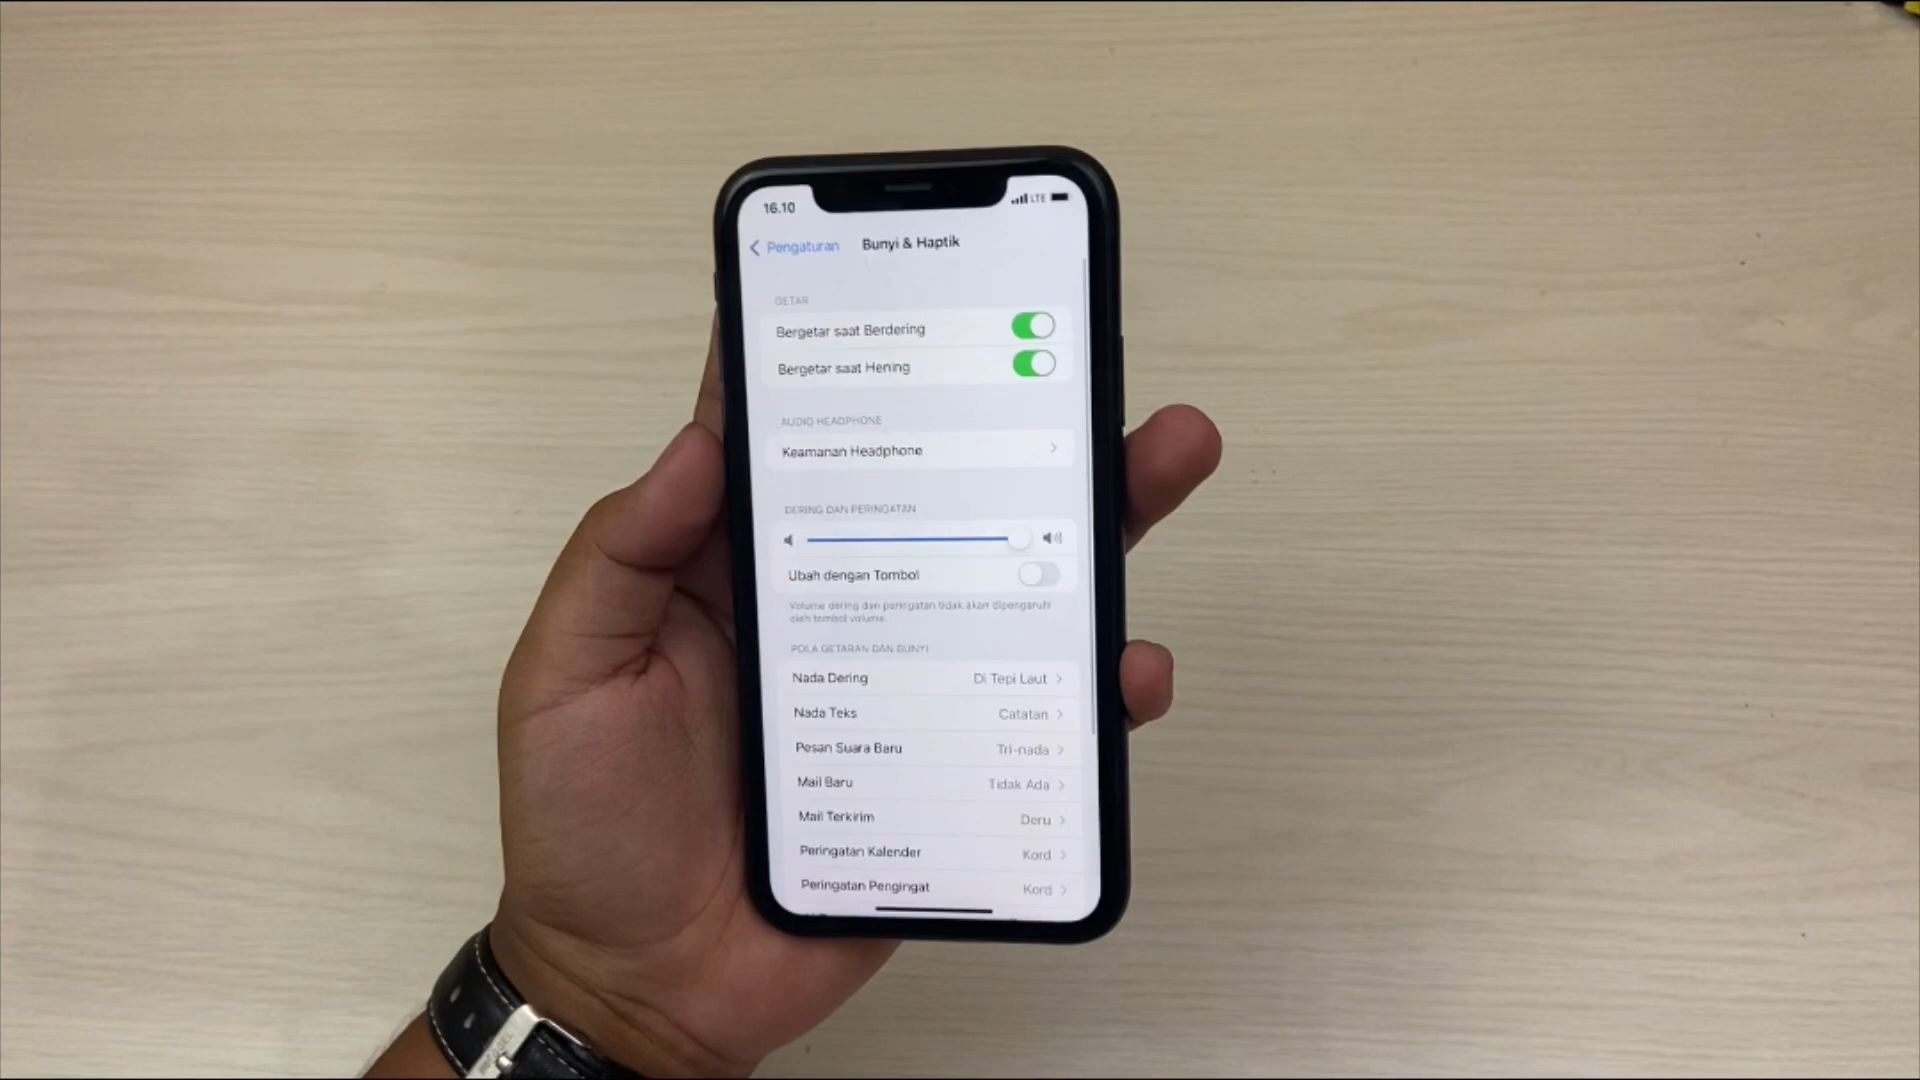 16.10
LTE
Pengaturan
Bunyi & Haptik
GETAR
Bergetar saat Berdering
Bergetar saat Hening
AUDIO HEADPHONE
Keamanan Headphone
DERING DAN PERINGATAN
Ubah dengan Tombol
Volume dering dan peringatan tidak akan dipengaruhi
oleh tombol volume.
POLA GETARAN DAN BUNYI
Nada Dering Di Tepi Laut
Nada Teks Catatan
Pesan Suara Baru Tri-nada
Mail Baru Tidak Ada
Mail Terkirim Deru
Peringatan Kalender Kord
Peringatan Pengingat Kord